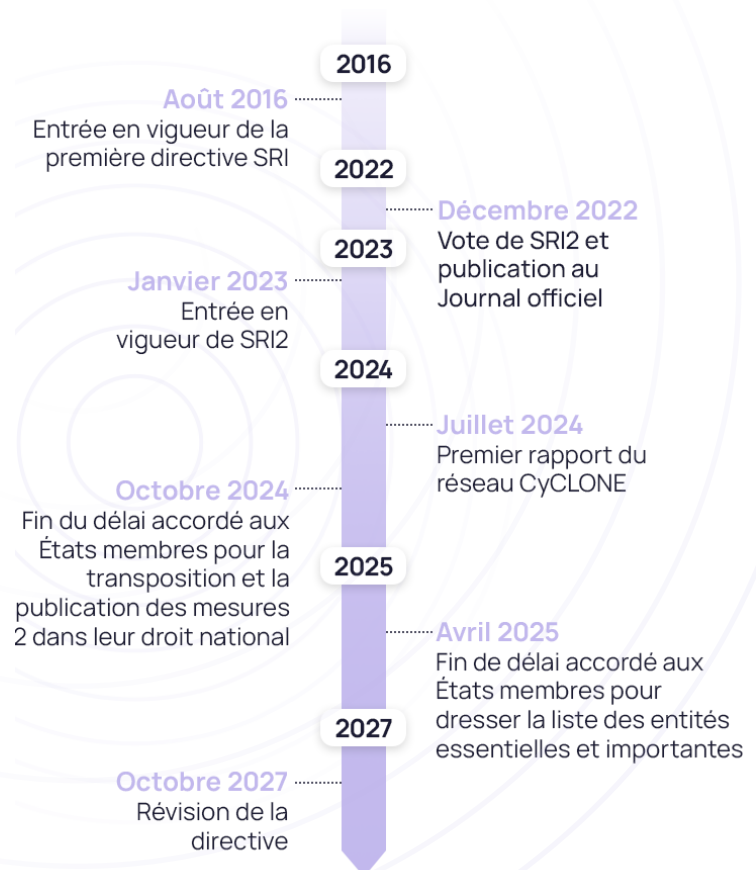 2016
Août 2016
Entrée en vigueur de la
première directive SRI
2022
Décembre 2022
Vote de SRI2 et
publication au
Journal officiel
2023
Janvier 2023
Entrée en
vigueur de SRI2
2024
Juillet 2024
Premier rapport du
réseau CyCLONE
Octobre 2024
Fin du délai accordé aux
États membres pour la
transposition et la
publication des mesures
2 dans leur droit national
2025
Avril 2025
Fin de délai accordé aux
États membres pour
dresser la liste des entités
essentielles et importantes
2027
Octobre 2027
Révision de la
directive